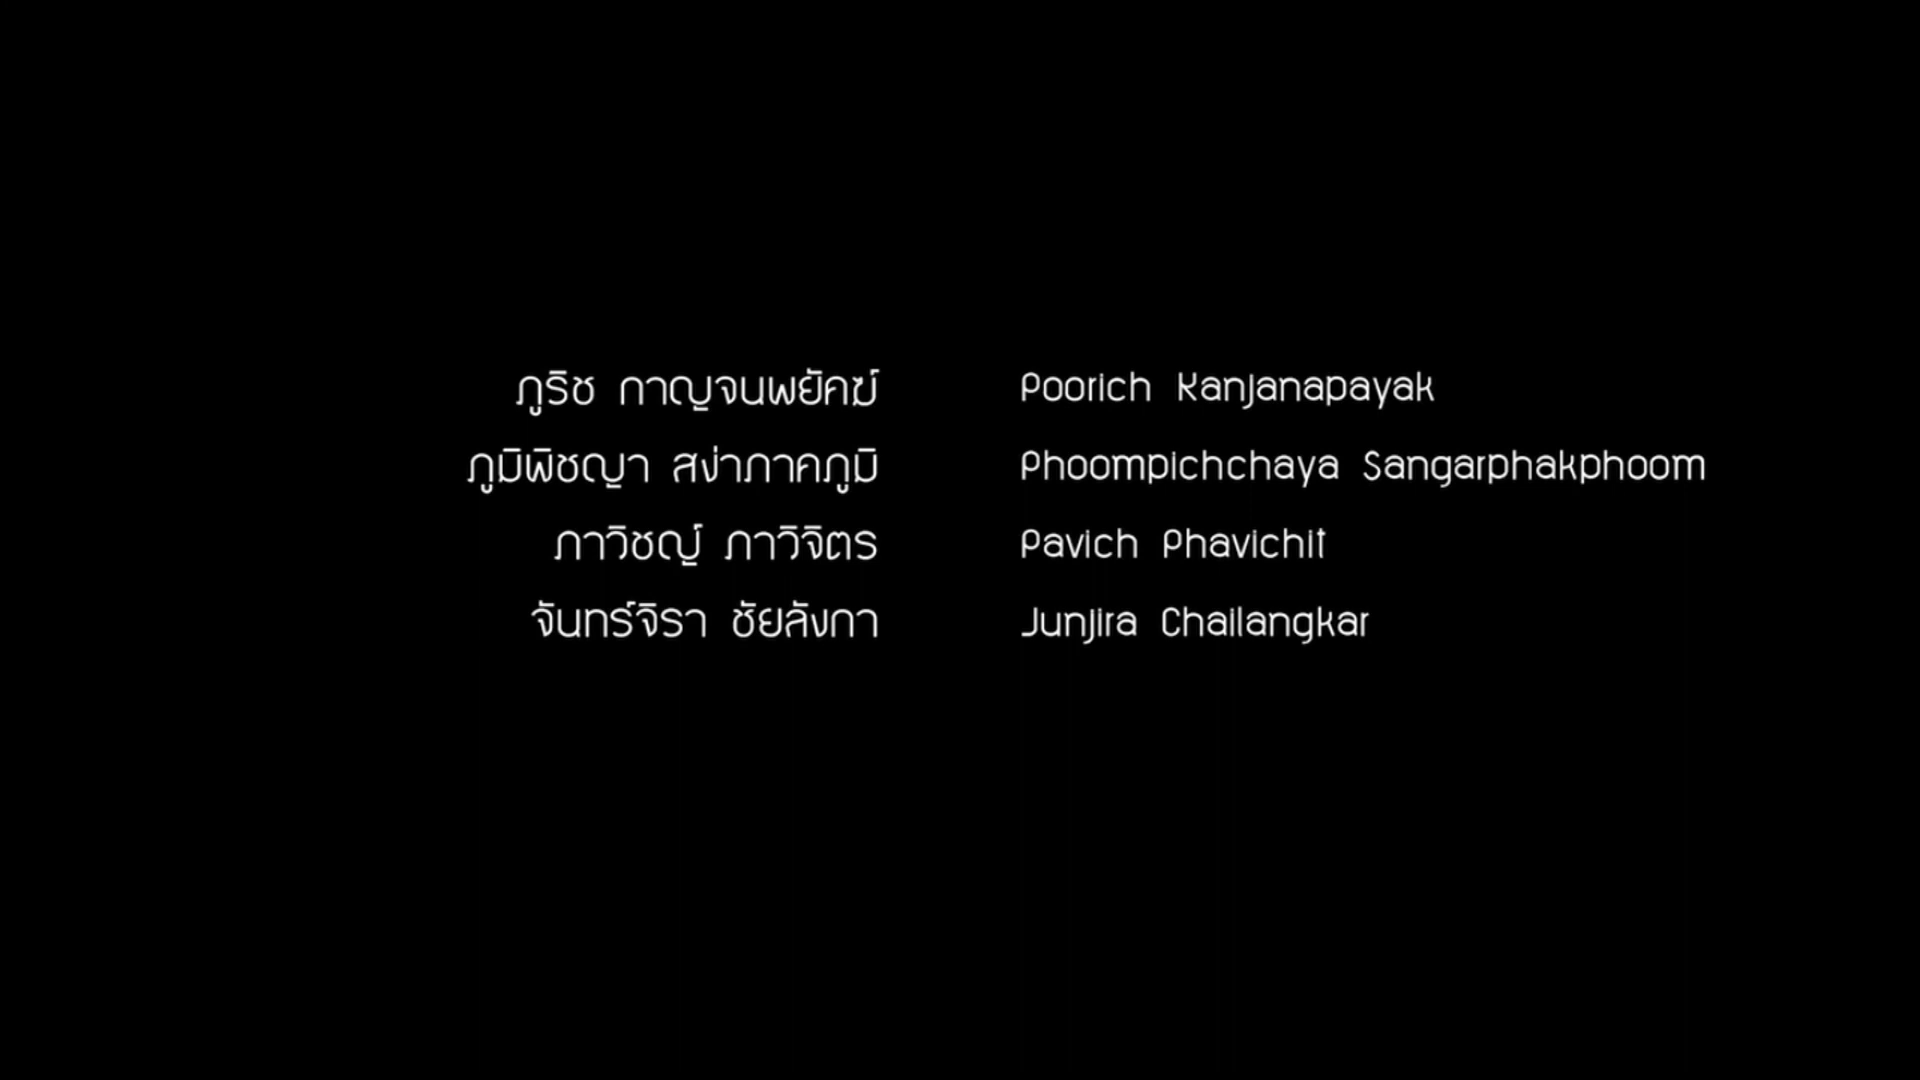 ภูริช กาญจนพยัคฆ์ Poorich Kanjanapayak
ภูมิพิชญา สง่าภาคภูมิ Phoompichchaya Sangarphakphoom
ภาวิชญ์ ภาวิจิตร Pavich Phavichit
จันทร์จิรา ชัยลังกา Junjira Chailangkar